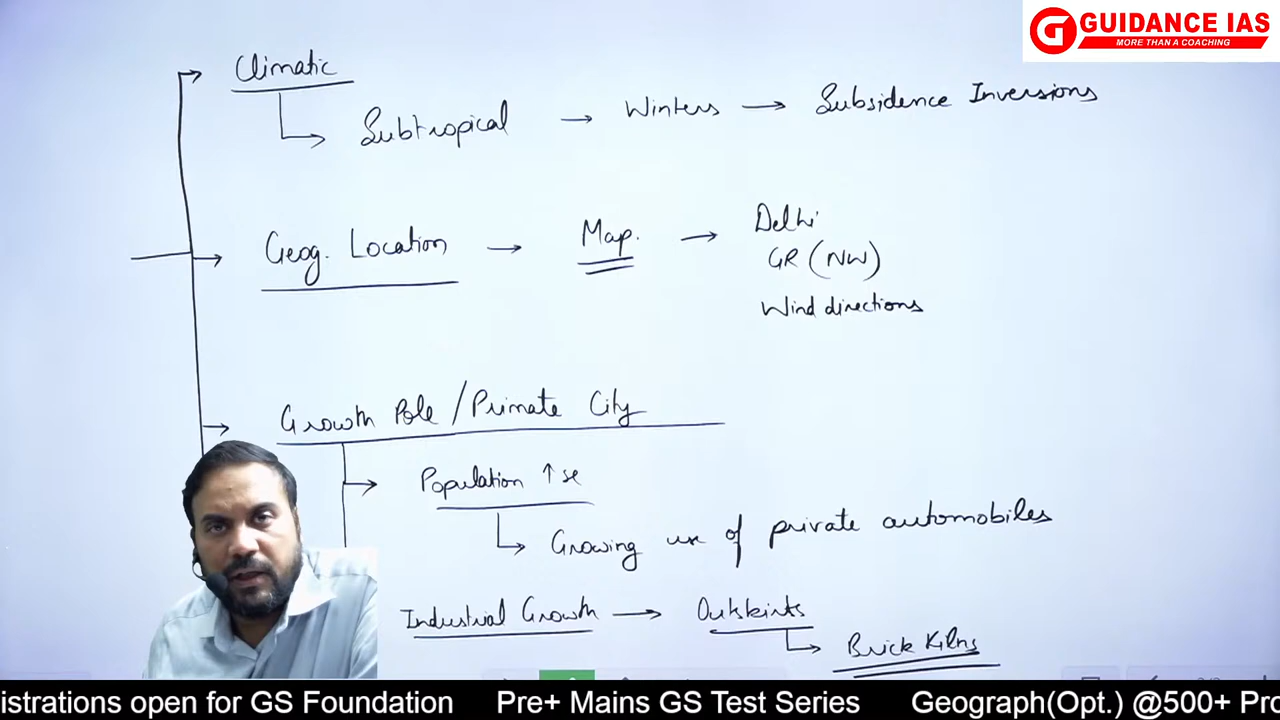 GUIDANCE IAS
MORE THAN A COACHING
Climatic
Subtropical → Winters → Subsidence Inversions
Geog. Location → Map. → Delhi
GR (NW)
Wind directions
Growth Pole / Primate City
Population ↑se
Growing use of private automobiles
Industrial Growth → Outskirts
Brick Kilns
istrations open for GS Foundation Pre+ Mains GS Test Series Geograph(Opt.) @500+ Pro